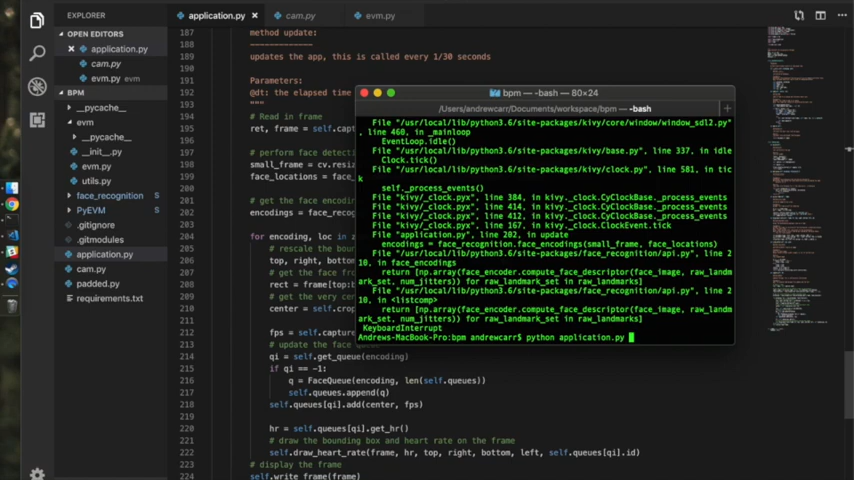 EXPLORER
OPEN EDITORS
application.py
cam.py
evm.py evm
BPM
__pycache__
evm
__pycache__
__init__.py
evm.py
utils.py
face_recognition S
PyEVM S
.gitignore
.gitmodules
application.py
cam.py
padded.py
requirements.txt
application.py
cam.py
evm.py
187 method update:
188 --------------
189 updates the app, this is called every 1/30 seconds
190
191 Parameters:
192 @dt: the elapsed time
193 """
194 # Read in frame
195 ret, frame = self.capt
196
197 # perform face detecti
198 small_frame = cv.resiz
199 face_locations = face_
200
201 # get the face encoding
202 encodings = face_recog
203
204 for encoding, loc in z
205 # rescale the boun
206 top, right, bottom
207 # get the face fro
208 rect = frame[top:b
209 # get the very cen
210 center = self.crop
211
212 fps = self.capture
213 # update the face queue
214 qi = self.get_queue(encoding)
215 if qi == -1:
216 q = FaceQueue(encoding, len(self.queues))
217 self.queues.append(q)
218 self.queues[qi].add(center, fps)
219
220 hr = self.queues[qi].get_hr()
221 # draw the bounding box and heart rate on the frame
222 self.draw_heart_rate(frame, hr, top, right, bottom, left, self.queues[qi].id)
223 # display the frame
224 self.write_frame(frame)
bpm — -bash — 80×24
/Users/andrewcarr/Documents/workspace/bpm — -bash
File "/usr/local/lib/python3.6/site-packages/kivy/core/window/window_sdl2.py"
, line 460, in _mainloop
EventLoop.idle()
File "/usr/local/lib/python3.6/site-packages/kivy/base.py", line 337, in idle
Clock.tick()
File "/usr/local/lib/python3.6/site-packages/kivy/clock.py", line 581, in tic
k
self._process_events()
File "kivy/_clock.pyx", line 384, in kivy._clock.CyClockBase._process_events
File "kivy/_clock.pyx", line 414, in kivy._clock.CyClockBase._process_events
File "kivy/_clock.pyx", line 412, in kivy._clock.CyClockBase._process_events
File "kivy/_clock.pyx", line 167, in kivy._clock.ClockEvent.tick
File "application.py", line 202, in update
encodings = face_recognition.face_encodings(small_frame, face_locations)
File "/usr/local/lib/python3.6/site-packages/face_recognition/api.py", line 2
10, in face_encodings
return [np.array(face_encoder.compute_face_descriptor(face_image, raw_landm
ark_set, num_jitters)) for raw_landmark_set in raw_landmarks]
File "/usr/local/lib/python3.6/site-packages/face_recognition/api.py", line 2
10, in <listcomp>
return [np.array(face_encoder.compute_face_descriptor(face_image, raw_landm
ark_set, num_jitters)) for raw_landmark_set in raw_landmarks]
KeyboardInterrupt
Andrews-MacBook-Pro:bpm andrewcarr$ python application.py